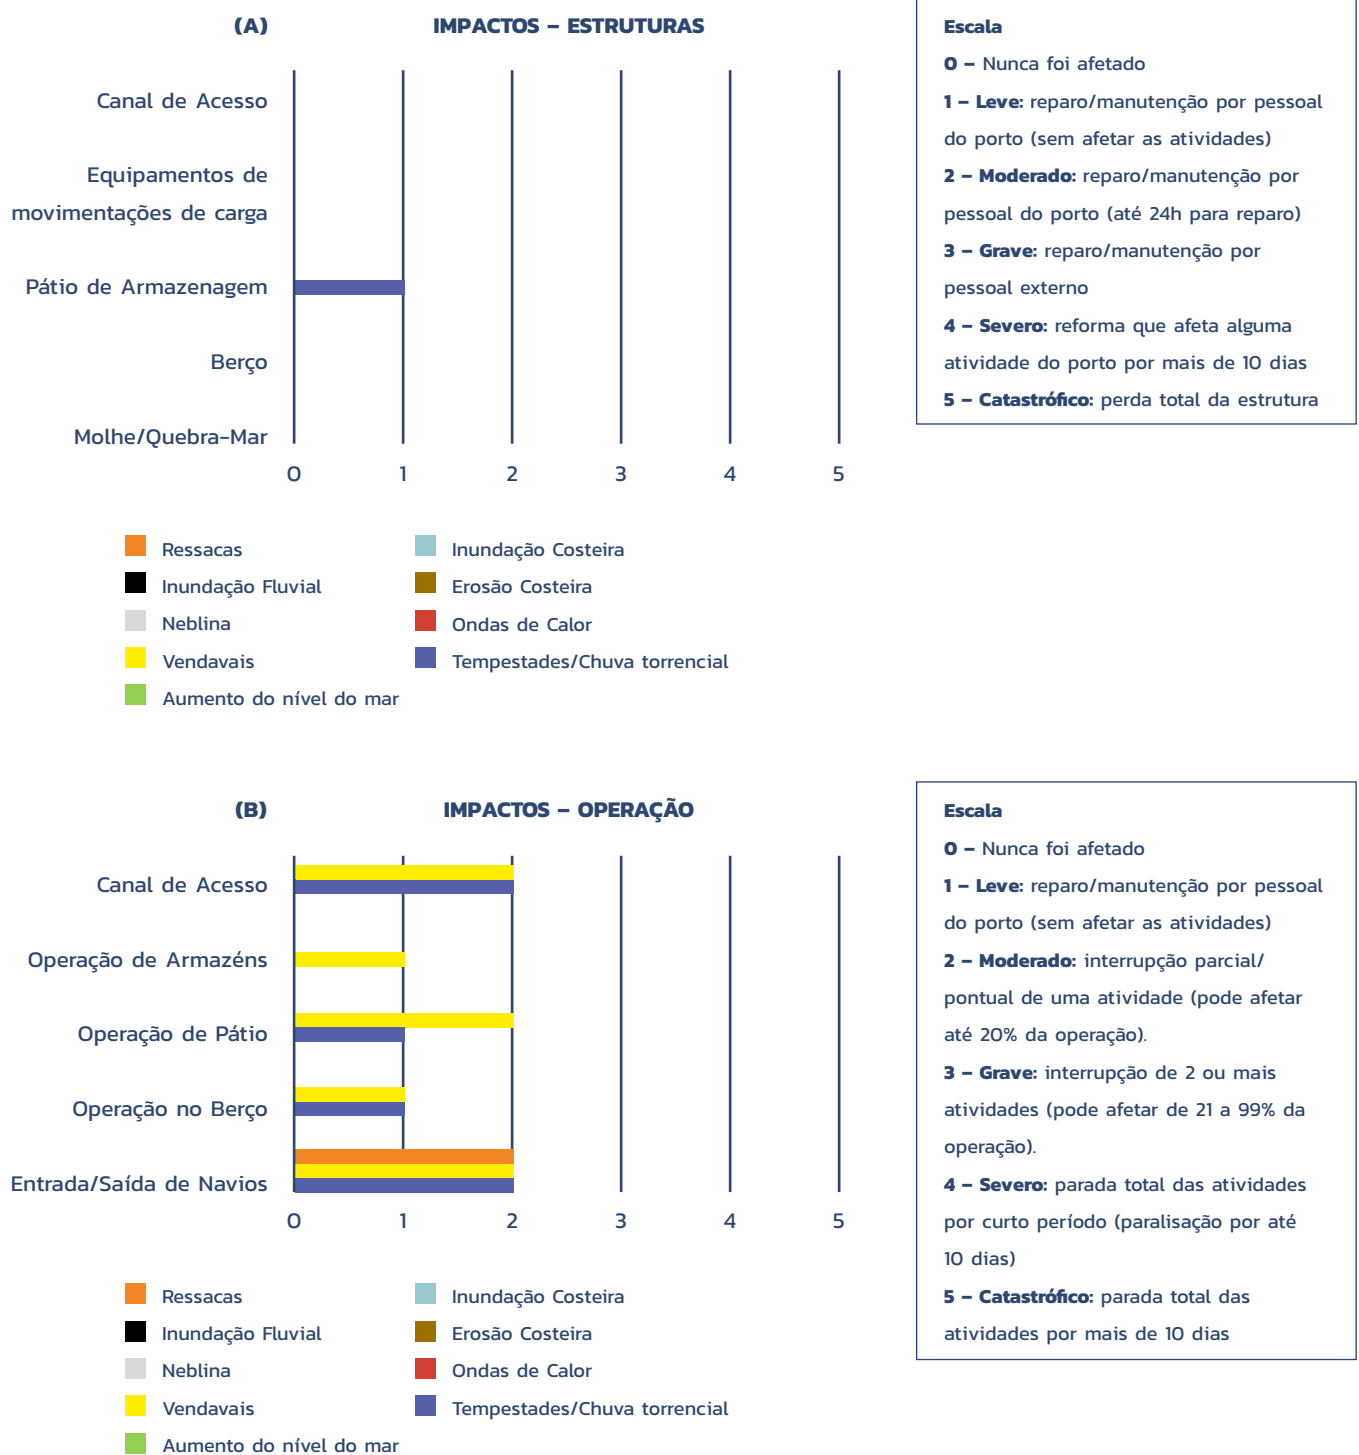 (A)
IMPACTOS – ESTRUTURAS
Canal de Acesso
Equipamentos de
movimentações de carga
Pátio de Armazenagem
Berço
Molhe/Quebra-Mar
0 1 2 3 4 5
Ressacas
Inundação Fluvial
Neblina
Vendavais
Aumento do nível do mar
Inundação Costeira
Erosão Costeira
Ondas de Calor
Tempestades/Chuva torrencial
Escala
0 – Nunca foi afetado
1 – Leve: reparo/manutenção por pessoal
do porto (sem afetar as atividades)
2 – Moderado: reparo/manutenção por
pessoal do porto (até 24h para reparo)
3 – Grave: reparo/manutenção por
pessoal externo
4 – Severo: reforma que afeta alguma
atividade do porto por mais de 10 dias
5 – Catastrófico: perda total da estrutura
(B)
IMPACTOS – OPERAÇÃO
Canal de Acesso
Operação de Armazéns
Operação de Pátio
Operação no Berço
Entrada/Saída de Navios
0 1 2 3 4 5
Ressacas
Inundação Fluvial
Neblina
Vendavais
Aumento do nível do mar
Inundação Costeira
Erosão Costeira
Ondas de Calor
Tempestades/Chuva torrencial
Escala
0 – Nunca foi afetado
1 – Leve: reparo/manutenção por pessoal
do porto (sem afetar as atividades)
2 – Moderado: interrupção parcial/
pontual de uma atividade (pode afetar
até 20% da operação).
3 – Grave: interrupção de 2 ou mais
atividades (pode afetar de 21 a 99% da
operação).
4 – Severo: parada total das atividades
por curto período (paralisação por até
10 dias)
5 – Catastrófico: parada total das
atividades por mais de 10 dias